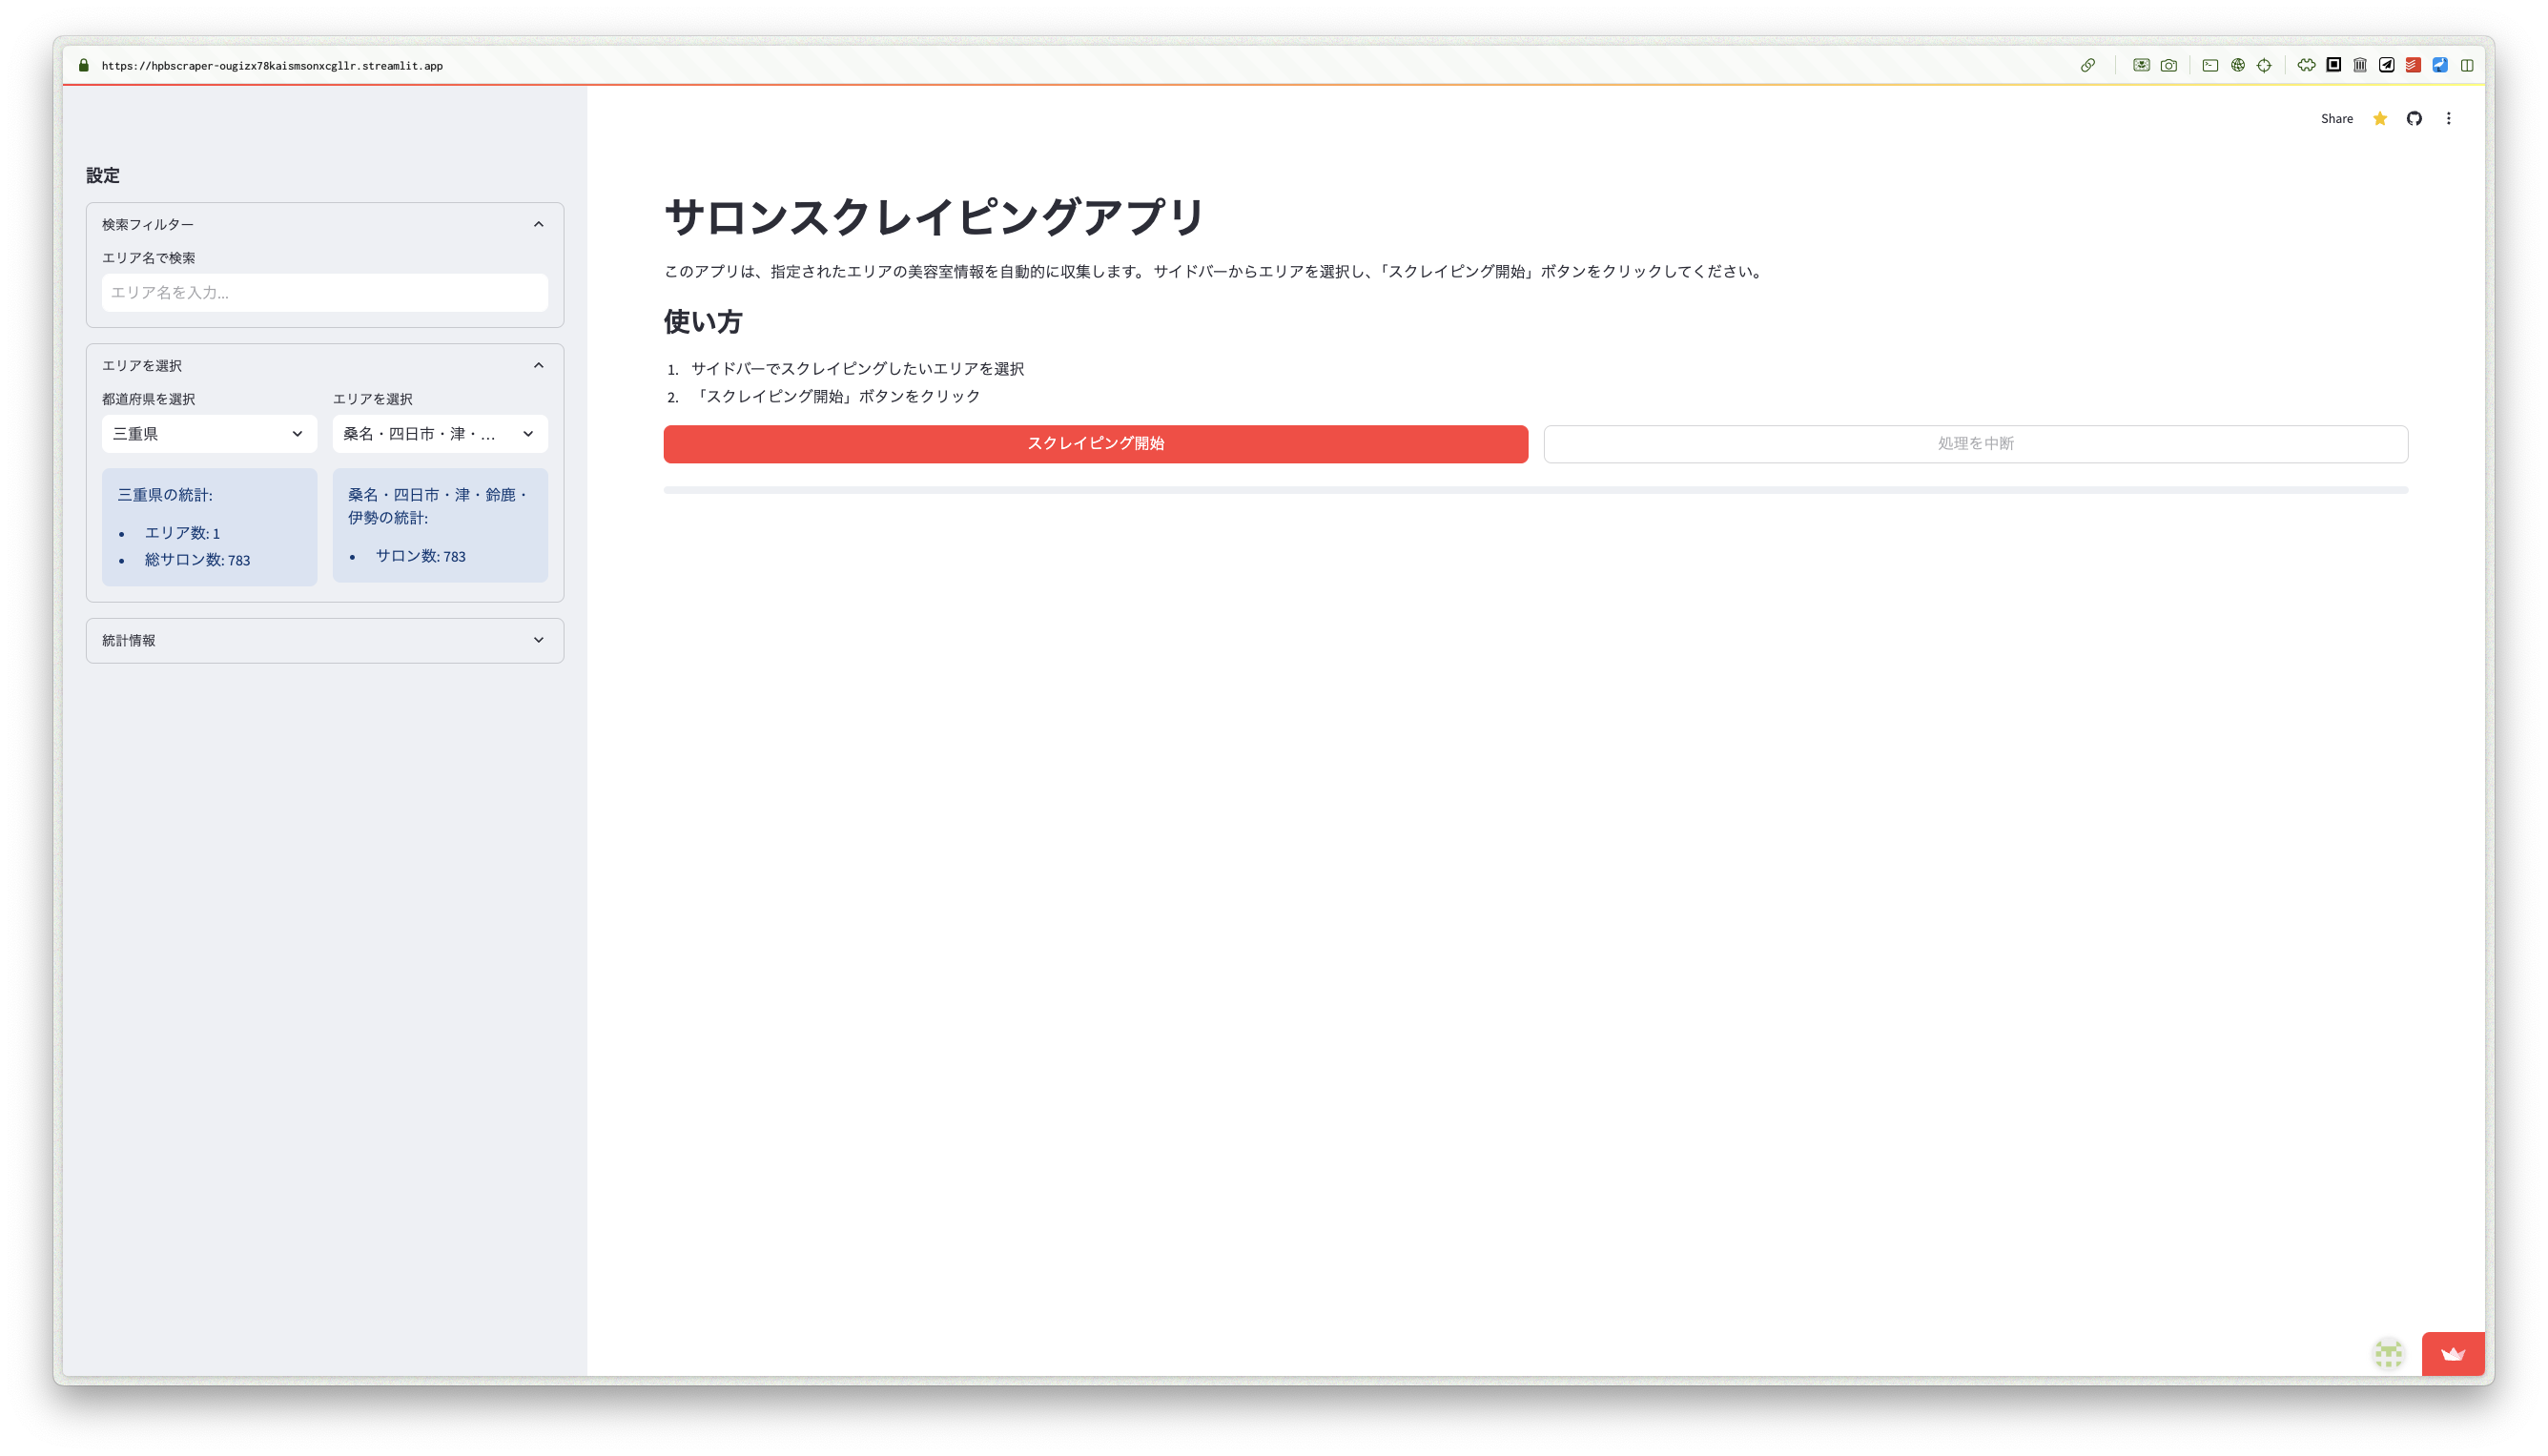 https://hpbscraper-ougizx78kaismsonxcgllr.streamlit.app
Share
設定
検索フィルター
エリア名で検索
エリア名を入力...
エリアを選択
都道府県を選択
エリアを選択
三重県
桑名・四日市・津・...
三重県の統計:
エリア数: 1
総サロン数: 783
桑名・四日市・津・鈴鹿・
伊勢の統計:
サロン数: 783
統計情報
サロンスクレイピングアプリ
このアプリは、指定されたエリアの美容室情報を自動的に収集します。 サイドバーからエリアを選択し、「スクレイピング開始」ボタンをクリックしてください。
使い方
1. サイドバーでスクレイピングしたいエリアを選択
2. 「スクレイピング開始」ボタンをクリック
スクレイピング開始
処理を中断